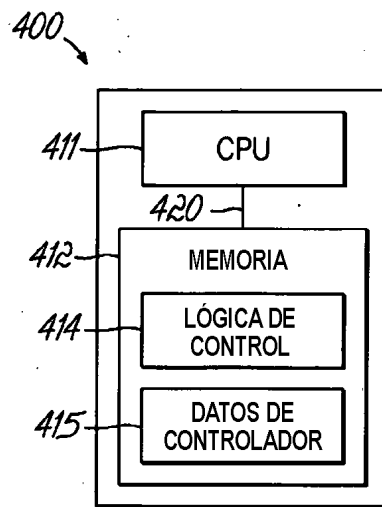 400
411
CPU
420
412
MEMORIA
414
LÓGICA DE
CONTROL
415
DATOS DE
CONTROLADOR